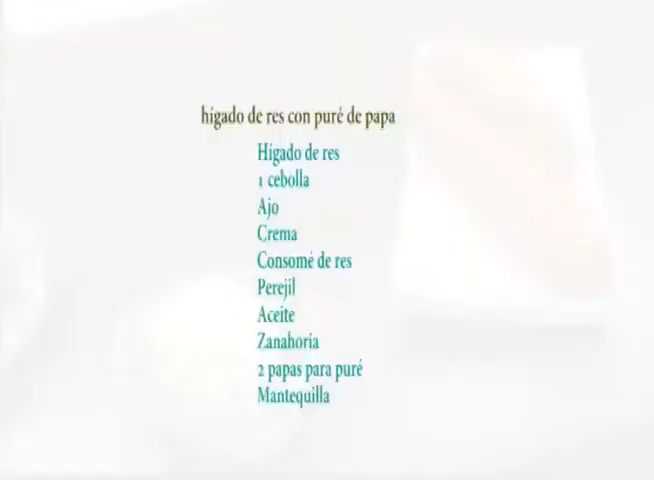 hígado de res con puré de papa
Hígado de res
1 cebolla
Ajo
Crema
Consomé de res
Perejil
Aceite
Zanahoria
2 papas para puré
Mantequilla